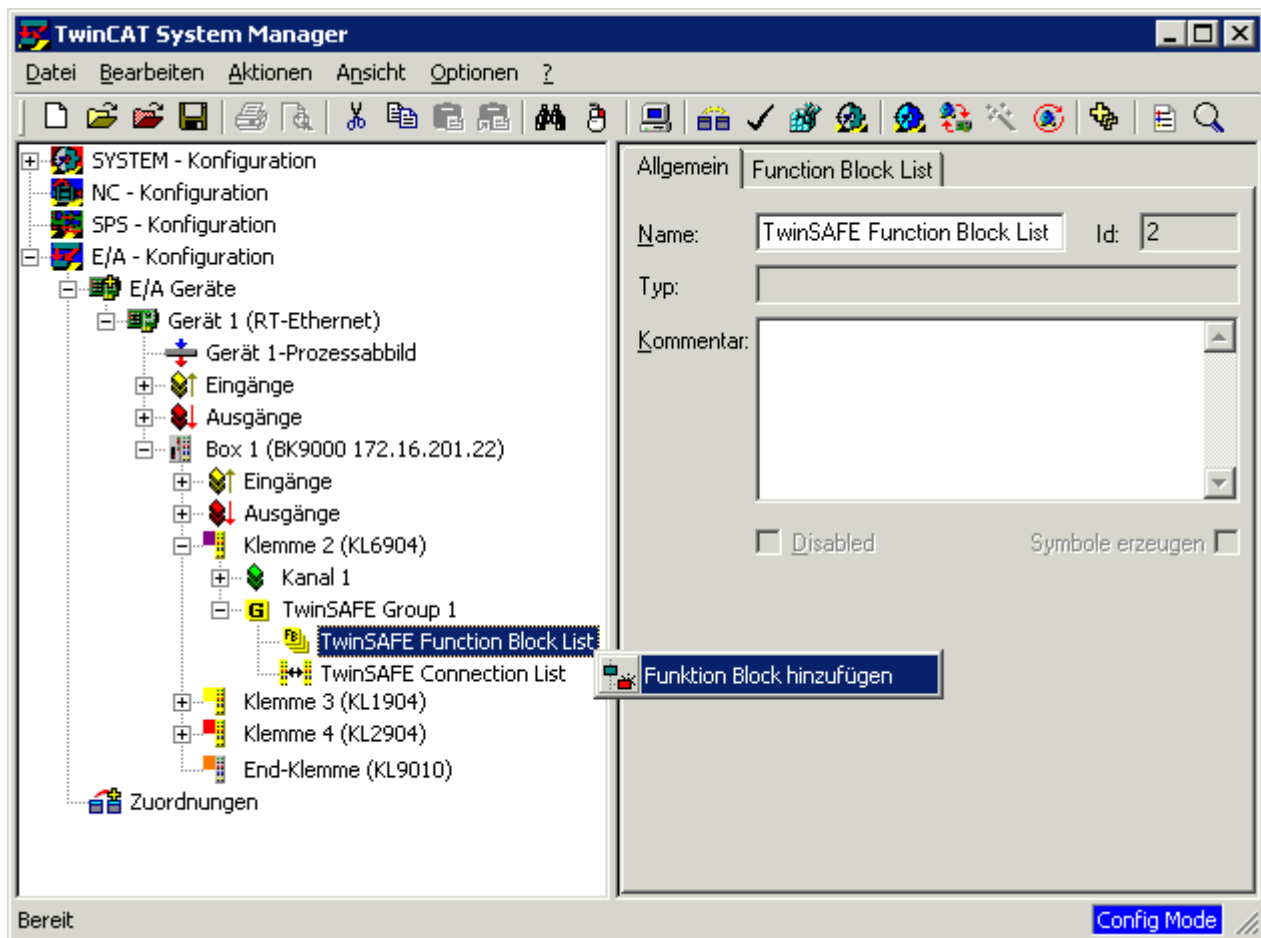 TwinCAT System Manager
Datei Bearbeiten Aktionen Ansicht Optionen ?
SYSTEM - Konfiguration
NC - Konfiguration
SPS - Konfiguration
E/A - Konfiguration
E/A Geräte
Gerät 1 (RT-Ethernet)
Gerät 1-Prozessabbild
Eingänge
Ausgänge
Box 1 (BK9000 172.16.201.22)
Eingänge
Ausgänge
Klemme 2 (KL6904)
Kanal 1
G TwinSAFE Group 1
FB TwinSAFE Function Block List
TwinSAFE Connection List
Klemme 3 (KL1904)
Klemme 4 (KL2904)
End-Klemme (KL9010)
Zuordnungen
Allgemein Function Block List
Name: TwinSAFE Function Block List Id: 2
Typ:
Kommentar:
Disabled Symbole erzeugen
Funktion Block hinzufügen
Bereit Config Mode